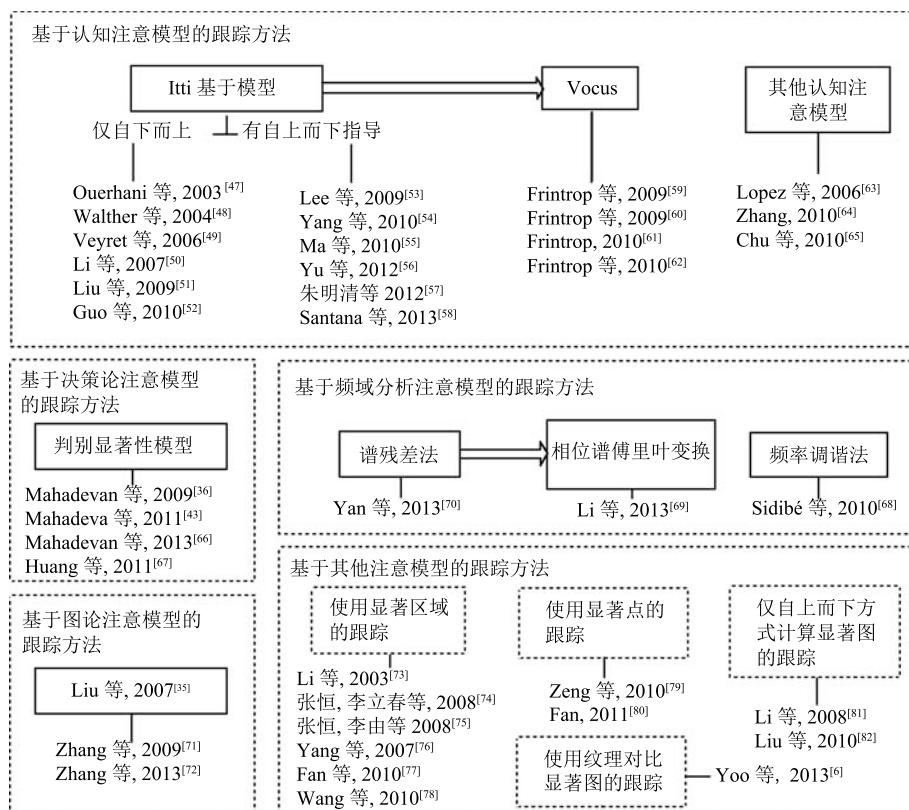 基于认知注意模型的跟踪方法
Itti 基于模型
Vocus
其他认知注
意模型
仅自下而上
有自上而下指导
Ouerhani 等, 2003[47]
Walther 等, 2004[48]
Veyret 等, 2006[49]
Li 等, 2007[50]
Liu 等, 2009[51]
Guo 等, 2010[52]
Lee 等, 2009[53]
Yang 等, 2010[54]
Ma 等, 2010[55]
Yu 等, 2012[56]
朱明清等 2012[57]
Santana 等, 2013[58]
Frintrop 等, 2009[59]
Frintrop 等, 2009[60]
Frintrop, 2010[61]
Frintrop 等, 2010[62]
Lopez 等, 2006[63]
Zhang, 2010[64]
Chu 等, 2010[65]
基于决策论注意模型
的跟踪方法
判别显著性模型
Mahadevan 等, 2009[36]
Mahadeva 等, 2011[43]
Mahadevan 等, 2013[66]
Huang 等, 2011[67]
基于频域分析注意模型的跟踪方法
谱残差法
相位谱傅里叶变换
频率调谐法
Yan 等, 2013[70]
Li 等, 2013[69]
Sidibé 等, 2010[68]
基于图论注意模型的
跟踪方法
Liu 等, 2007[35]
Zhang 等, 2009[71]
Zhang 等, 2013[72]
基于其他注意模型的跟踪方法
使用显著区域
的跟踪
Li 等, 2003[73]
张恒, 李立春等, 2008[74]
张恒, 李由等 2008[75]
Yang 等, 2007[76]
Fan 等, 2010[77]
Wang 等, 2010[78]
使用显著点的
跟踪
Zeng 等, 2010[79]
Fan, 2011[80]
仅自上而下方
式计算显著图
的跟踪
Li 等, 2008[81]
Liu 等, 2010[82]
使用纹理对比
显著图的跟踪
Yoo 等, 2013[6]